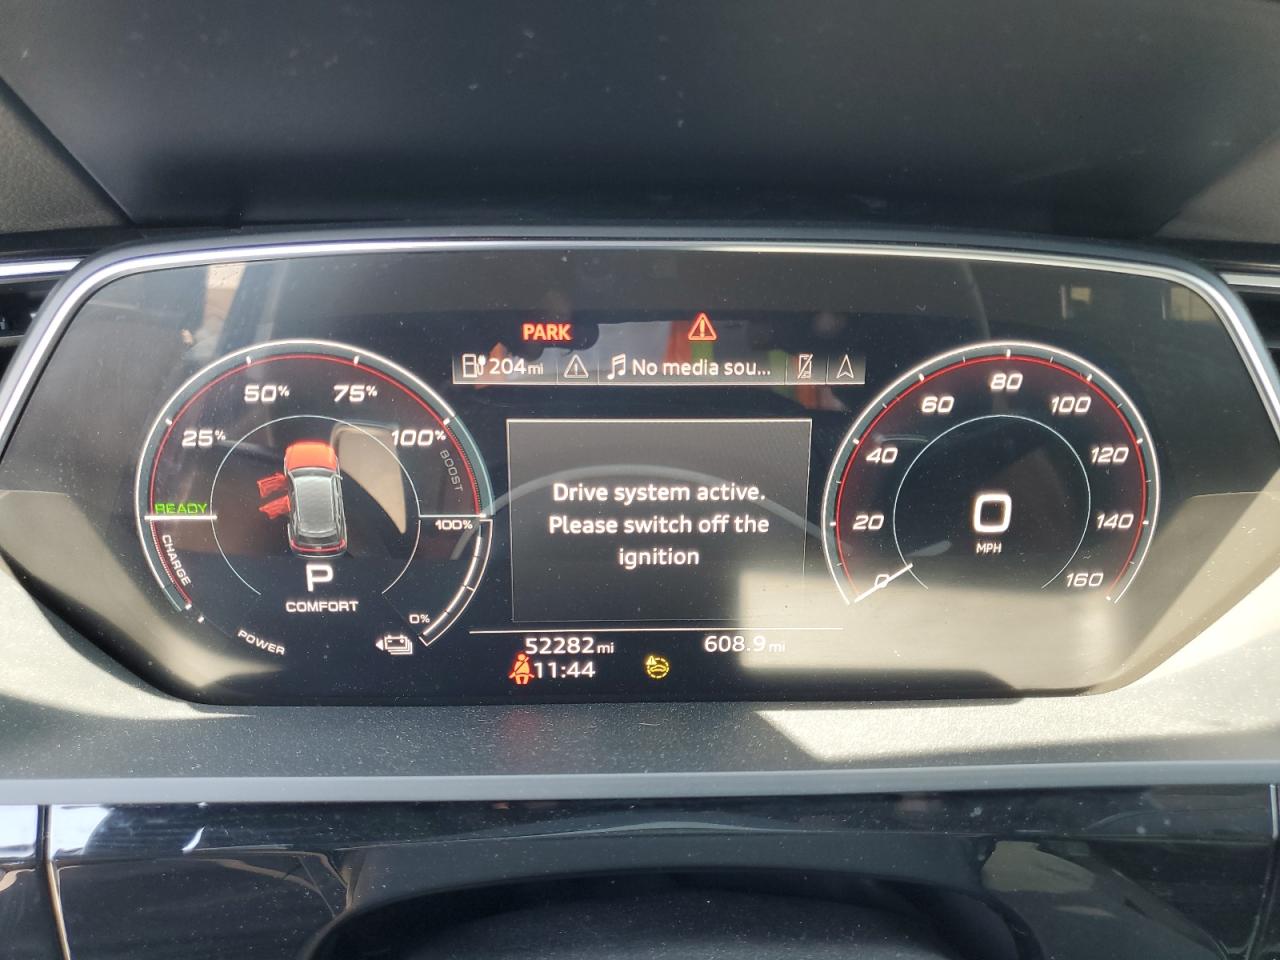 PARK
204mi
No media sou...
25%
50%
75%
100%
BOOST
READY
CHARGE
POWER
100%
0%
P
COMFORT
Drive system active.
Please switch off the
ignition
0
20
40
60
80
100
120
140
160
0
MPH
52282mi
608.9mi
11:44